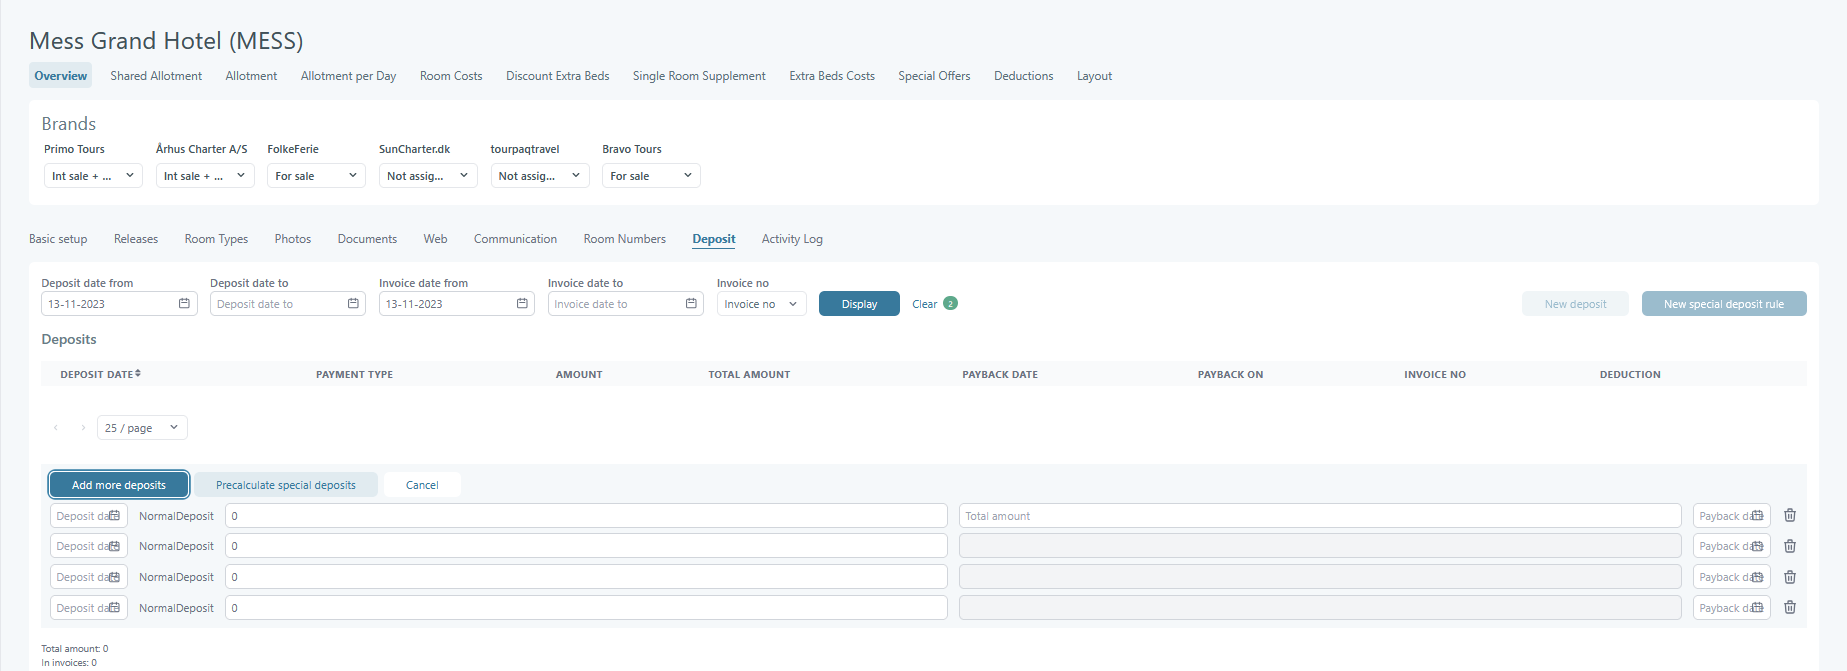 Mess Grand Hotel (MESS)
Overview Shared Allotment Allotment Allotment per Day Room Costs Discount Extra Beds Single Room Supplement Extra Beds Costs Special Offers Deductions Layout
Brands
Primo Tours Århus Charter A/S FolkeFerie SunCharter.dk tourpaqtravel Bravo Tours
Int sale + ... Int sale + ... For sale Not assig... Not assig... For sale
Basic setup Releases Room Types Photos Documents Web Communication Room Numbers Deposit Activity Log
Deposit date from Deposit date to Invoice date from Invoice date to Invoice no
13-11-2023 Deposit date to 13-11-2023 Invoice date to Invoice no Display Clear 2 New deposit New special deposit rule
Deposits
DEPOSIT DATE PAYMENT TYPE AMOUNT TOTAL AMOUNT PAYBACK DATE PAYBACK ON INVOICE NO DEDUCTION
25 / page
Add more deposits Precalculate special deposits Cancel
Deposit da NormalDeposit 0 Total amount Payback da
Deposit da NormalDeposit 0 Payback da
Deposit da NormalDeposit 0 Payback da
Deposit da NormalDeposit 0 Payback da
Total amount: 0
In invoices: 0